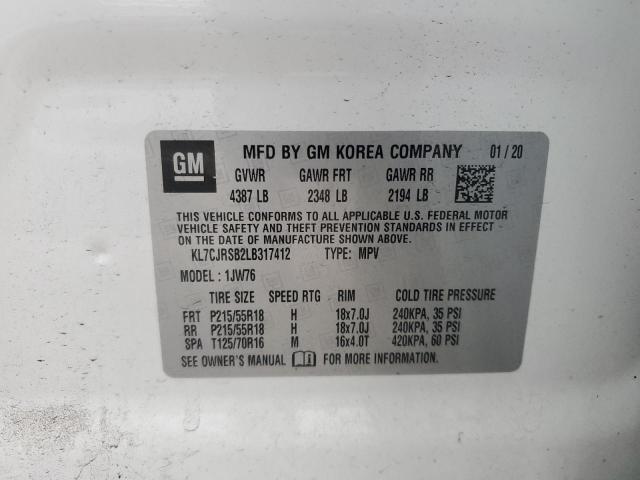 GM MFD BY GM KOREA COMPANY 01/20
GVWR GAWR FRT GAWR RR
4387 LB 2348 LB 2194 LB
THIS VEHICLE CONFORMS TO ALL APPLICABLE U.S. FEDERAL MOTOR
VEHICLE SAFETY AND THEFT PREVENTION STANDARDS IN EFFECT
ON THE DATE OF MANUFACTURE SHOWN ABOVE.
KL7CJRSB2LB317412 TYPE: MPV
MODEL: 1JW76
TIRE SIZE SPEED RTG RIM COLD TIRE PRESSURE
FRT P215/55R18 H 18x7.0J 240KPA, 35 PSI
RR P215/55R18 H 18x7.0J 240KPA, 35 PSI
SPA T125/70R16 M 16x4.0T 420KPA, 60 PSI
SEE OWNER'S MANUAL FOR MORE INFORMATION.